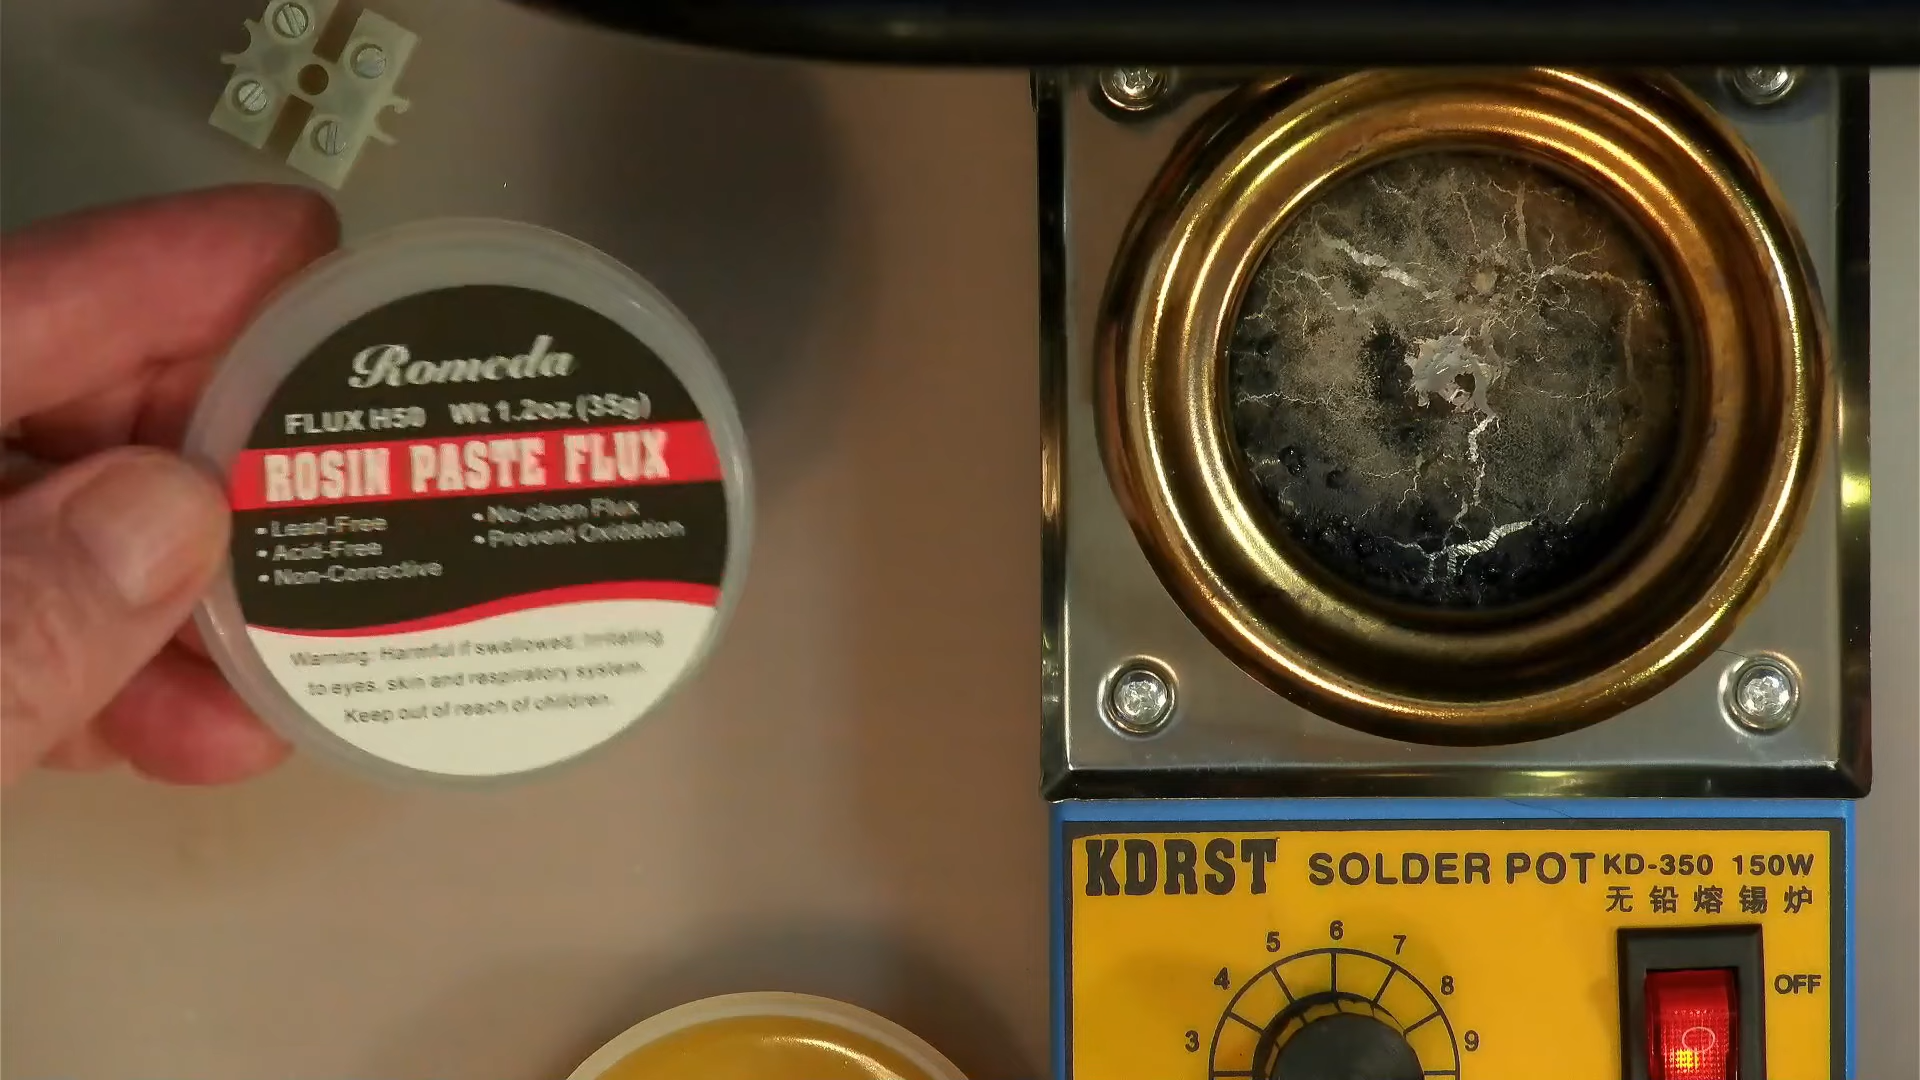 Romeda
FLUX H50 Wt 1.2oz (35g)
ROSIN PASTE FLUX
• Lead-Free
• Acid-Free
• Non-Corrective
• No-clean Flux
• Prevent Oxidation
Warning: Harmful if swallowed, Irritating
to eyes, skin and respiratory system.
Keep out of reach of children.
KDRST SOLDER POT KD-350 150W
无铅熔锡炉
3 4 5 6 7 8 9
OFF